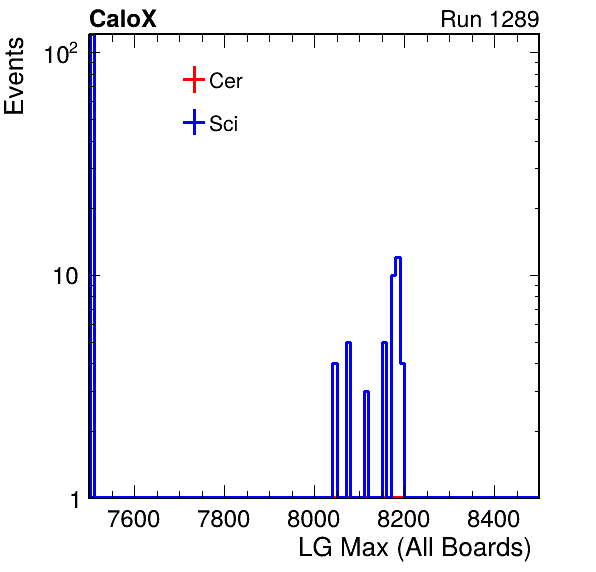 CaloX Run 1289
Events
10²
10
1
Cer
Sci
7600 7800 8000 8200 8400
LG Max (All Boards)